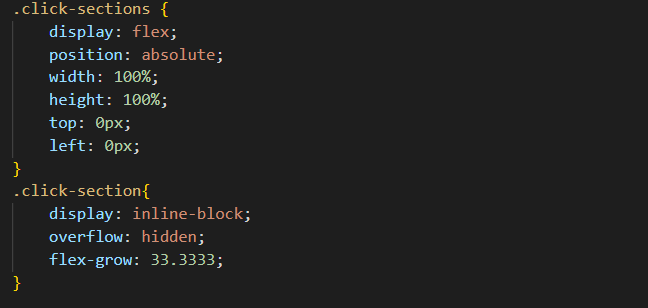 .click-sections {
    display: flex;
    position: absolute;
    width: 100%;
    height: 100%;
    top: 0px;
    left: 0px;
}
.click-section{
    display: inline-block;
    overflow: hidden;
    flex-grow: 33.3333;
}